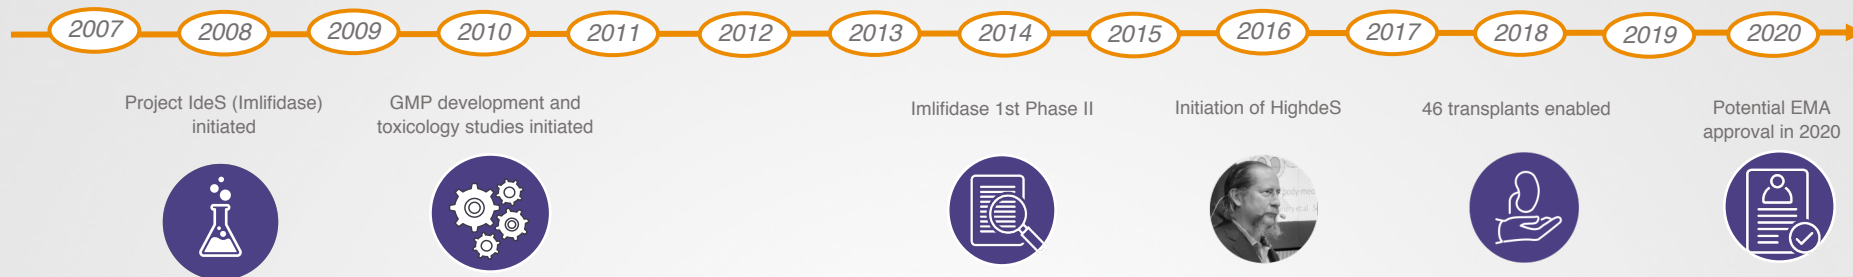 2007 2008 2009 2010 2011 2012 2013 2014 2015 2016 2017 2018 2019 2020
Project IdeS (Imlifidase)
initiated
GMP development and
toxicology studies initiated
Imlifidase 1st Phase II
Initiation of HighdeS
46 transplants enabled
Potential EMA
approval in 2020